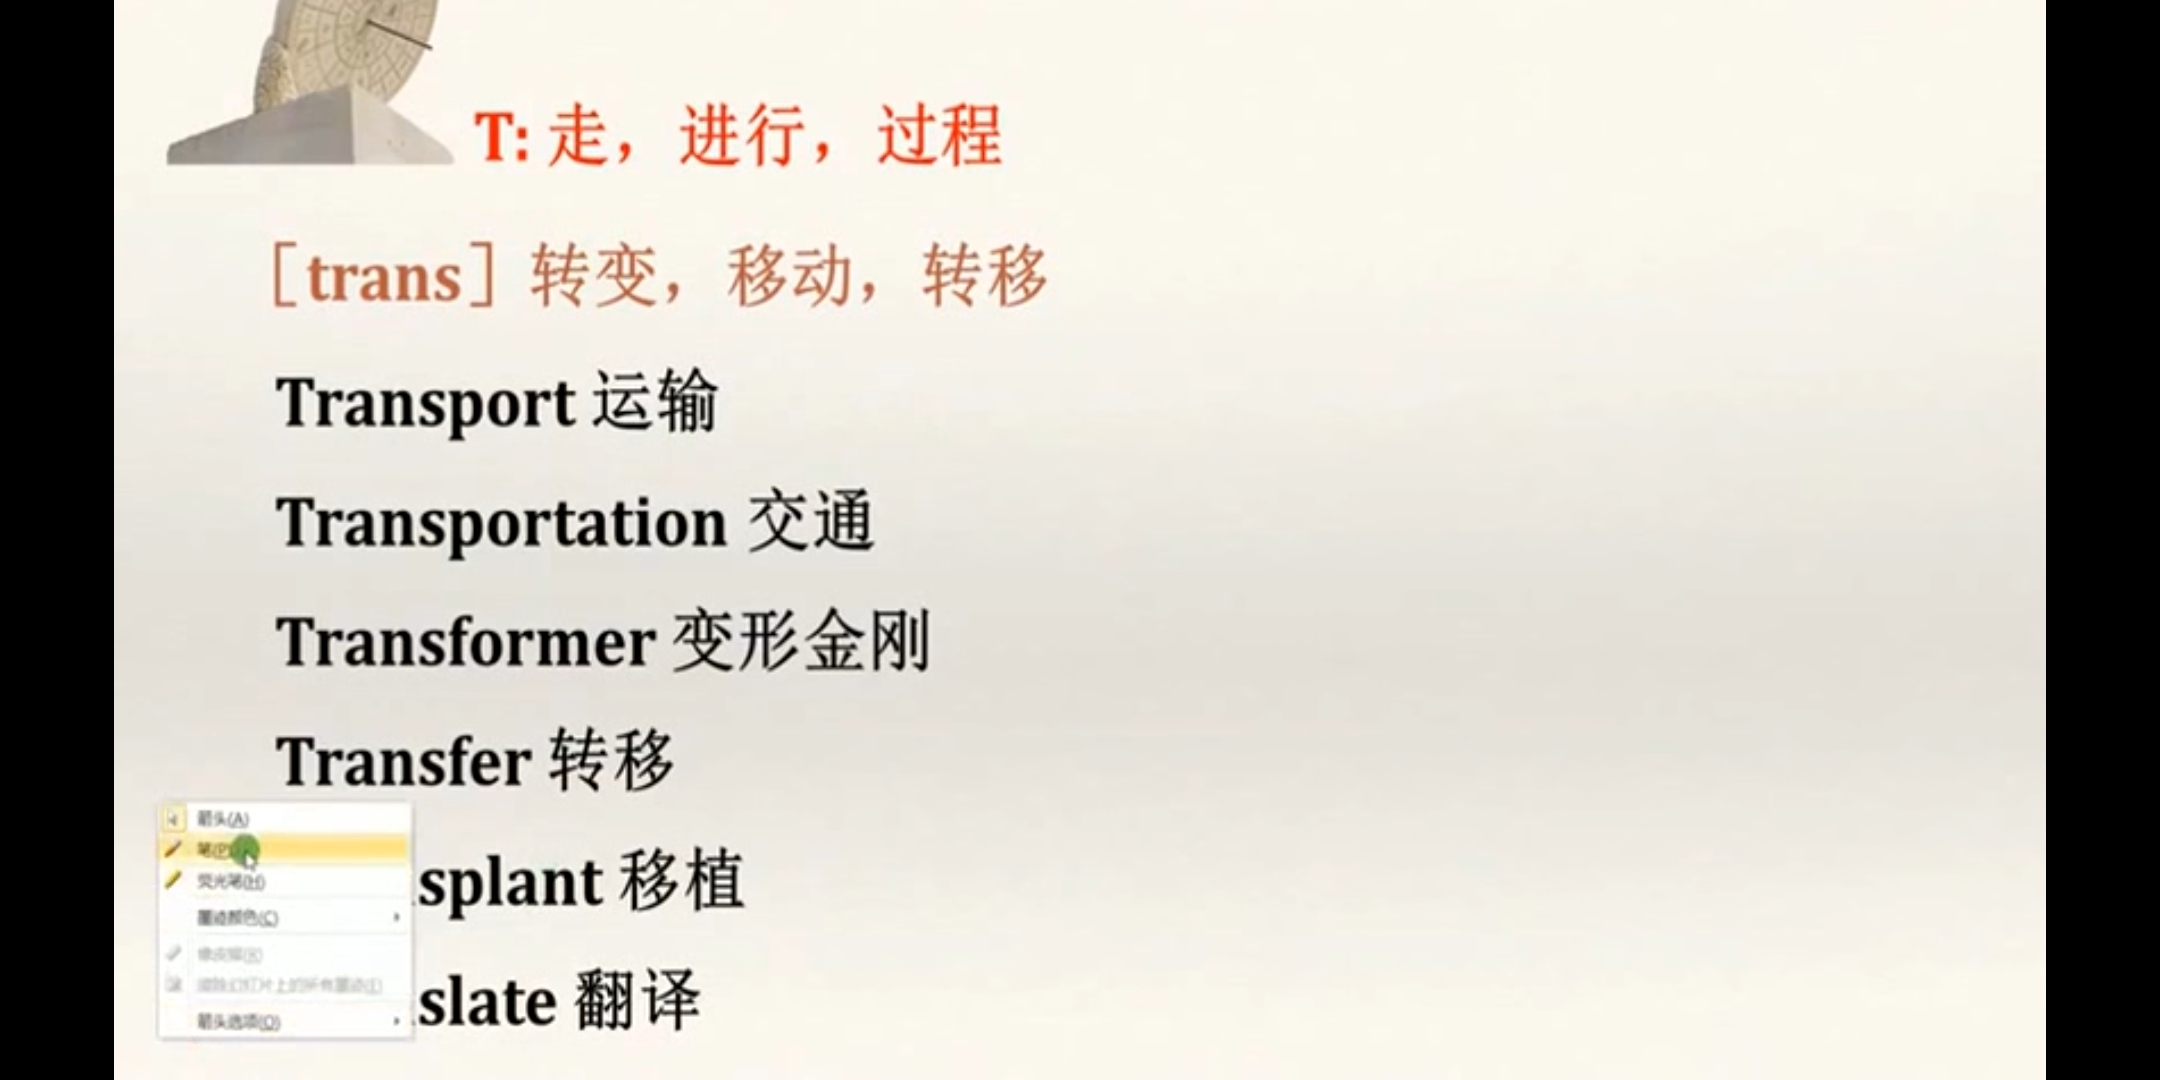 T: 走，进行，过程
［trans］转变，移动，转移
Transport 运输
Transportation 交通
Transformer 变形金刚
Transfer 转移
splant 移植
slate 翻译
箭头(A)
笔(P)
荧光笔(H)
墨迹颜色(C)
橡皮擦(R)
擦除幻灯片上的所有墨迹(E)
箭头选项(O)